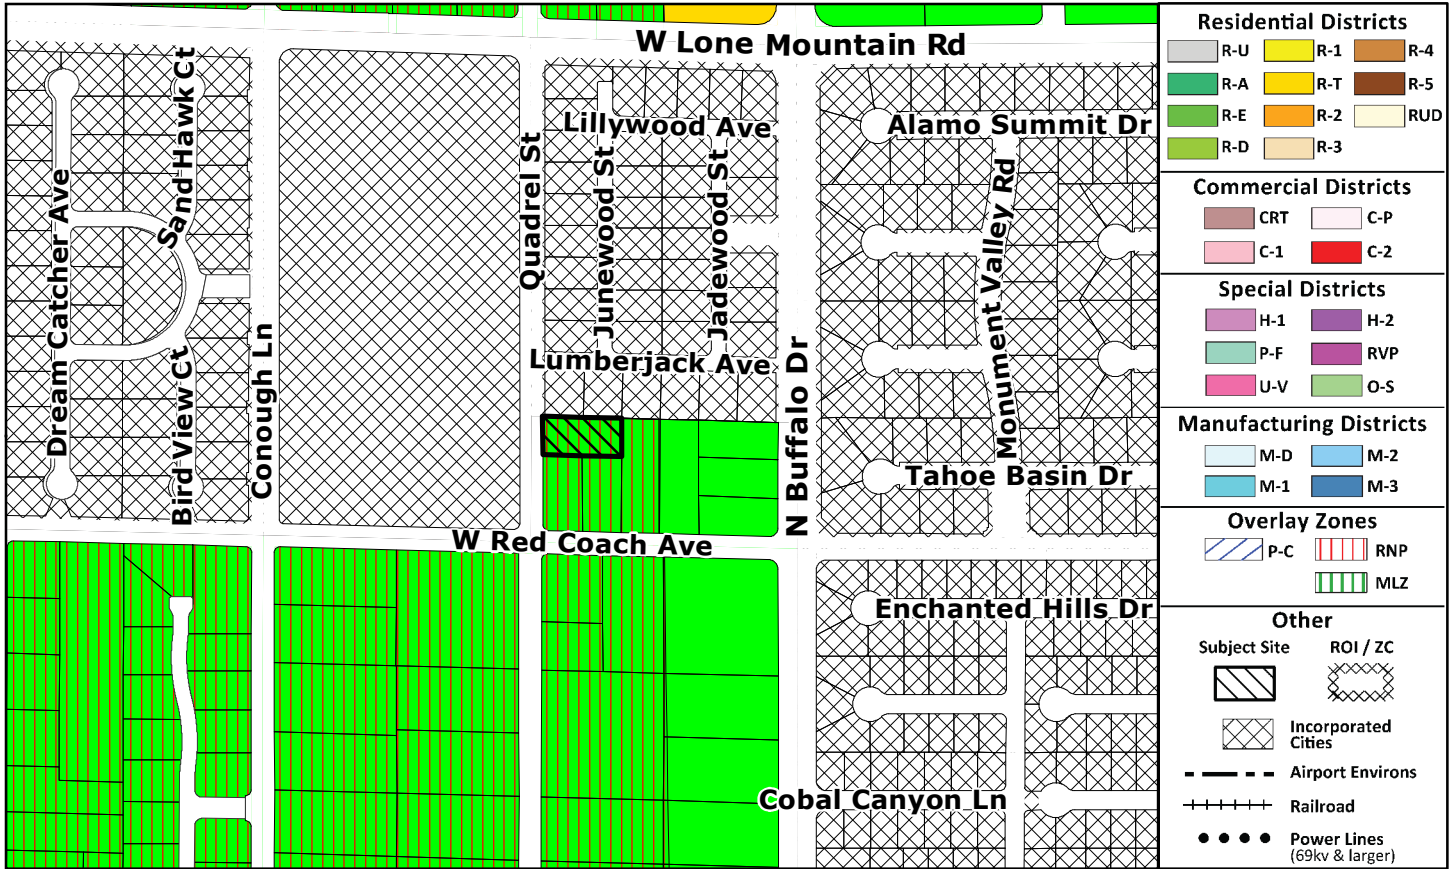 W Lone Mountain Rd
Sand Hawk Ct
Dream Catcher Ave
Bird View Ct
Conough Ln
Quadrel St
Lillywood Ave
Junewood St
Jadewood St
Lumberjack Ave
N Buffalo Dr
Alamo Summit Dr
Monument Valley Rd
Tahoe Basin Dr
W Red Coach Ave
Enchanted Hills Dr
Cobal Canyon Ln
Residential Districts
R-U R-1 R-4
R-A R-T R-5
R-E R-2 RUD
R-D R-3
Commercial Districts
CRT C-P
C-1 C-2
Special Districts
H-1 H-2
P-F RVP
U-V O-S
Manufacturing Districts
M-D M-2
M-1 M-3
Overlay Zones
P-C RNP
MLZ
Other
Subject Site ROI / ZC
Incorporated
Cities
Airport Environs
Railroad
Power Lines
(69kv & larger)